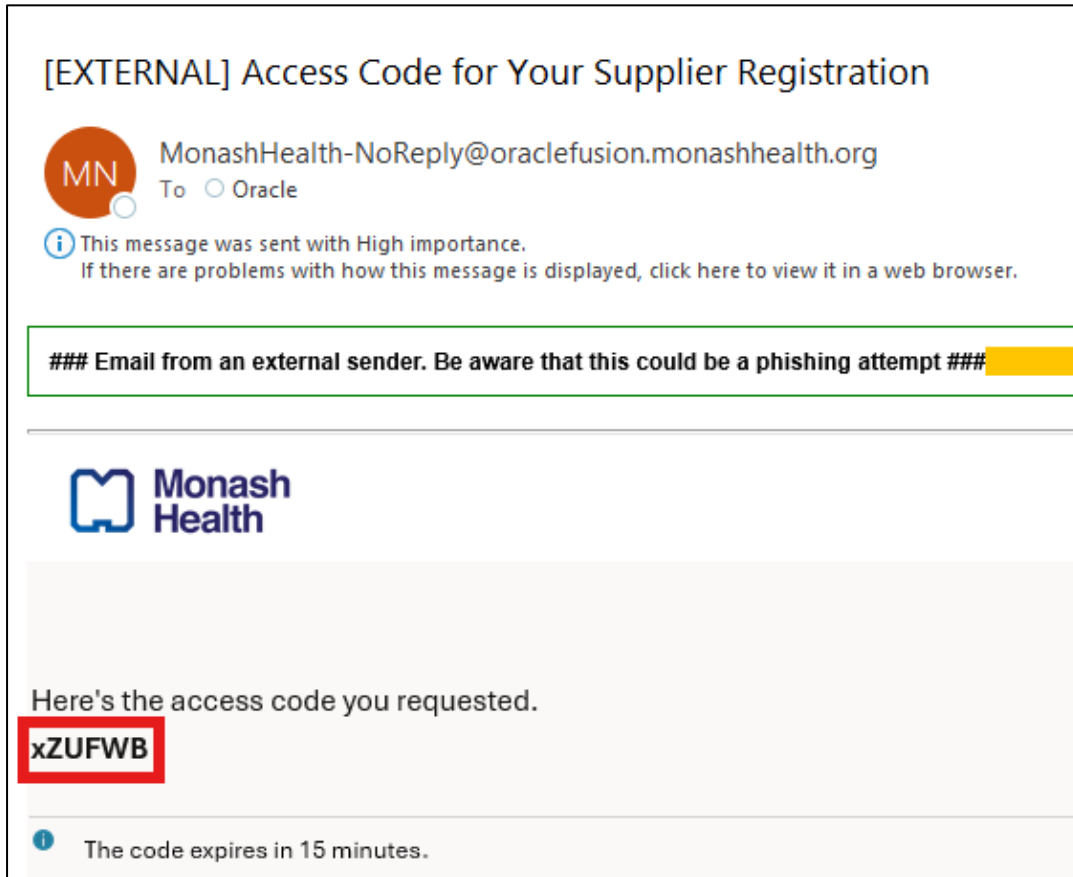 [EXTERNAL] Access Code for Your Supplier Registration
MN
MonashHealth-NoReply@oraclefusion.monashhealth.org
To Oracle
This message was sent with High importance.
If there are problems with how this message is displayed, click here to view it in a web browser.
### Email from an external sender. Be aware that this could be a phishing attempt ###
Monash
Health
Here's the access code you requested.
xZUFWB
The code expires in 15 minutes.